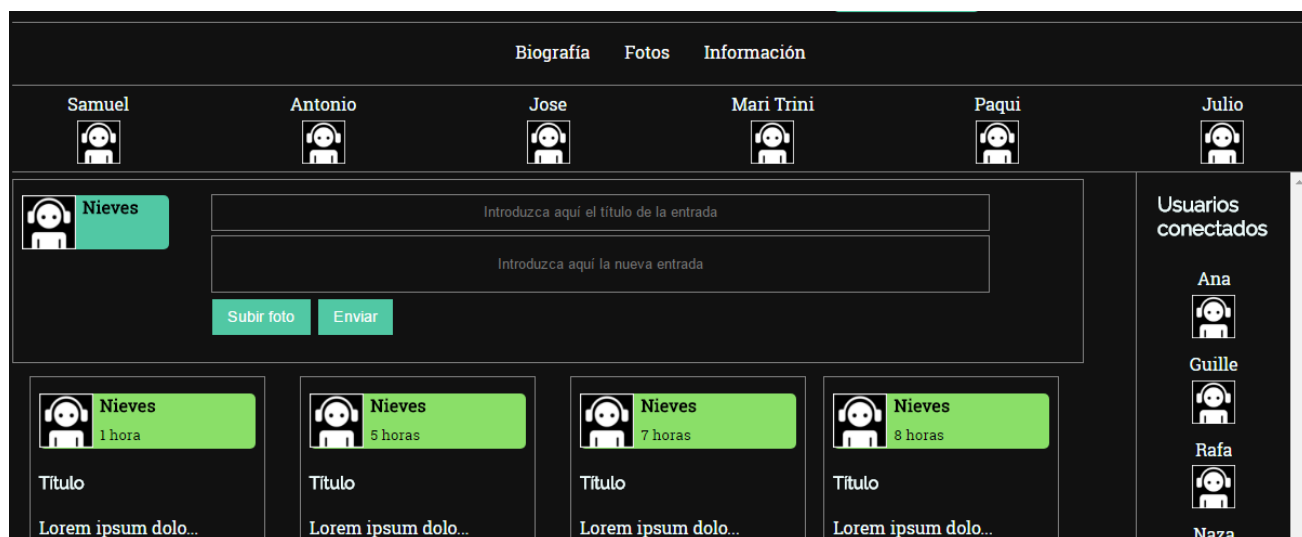 Biografía Fotos Información
Samuel Antonio Jose Mari Trini Paqui Julio
Nieves
Introduzca aquí el título de la entrada
Introduzca aquí la nueva entrada
Subir foto Enviar
Nieves
1 hora
Título
Lorem ipsum dolo...
Nieves
5 horas
Título
Lorem ipsum dolo...
Nieves
7 horas
Título
Lorem ipsum dolo...
Nieves
8 horas
Título
Lorem ipsum dolo...
Usuarios
conectados
Ana
Guille
Rafa
Naza